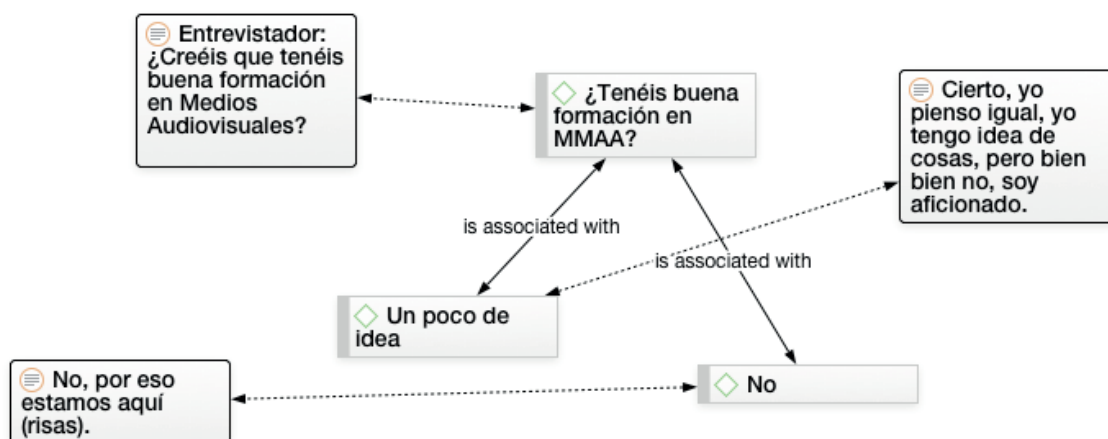 Entrevistador:
¿Creéis que tenéis
buena formación
en Medios
Audiovisuales?
¿Tenéis buena
formación en
MMAA?
Cierto, yo
pienso igual, yo
tengo idea de
cosas, pero bien
bien no, soy
aficionado.
is associated with
is associated with
Un poco de
idea
No
No, por eso
estamos aquí
(risas).